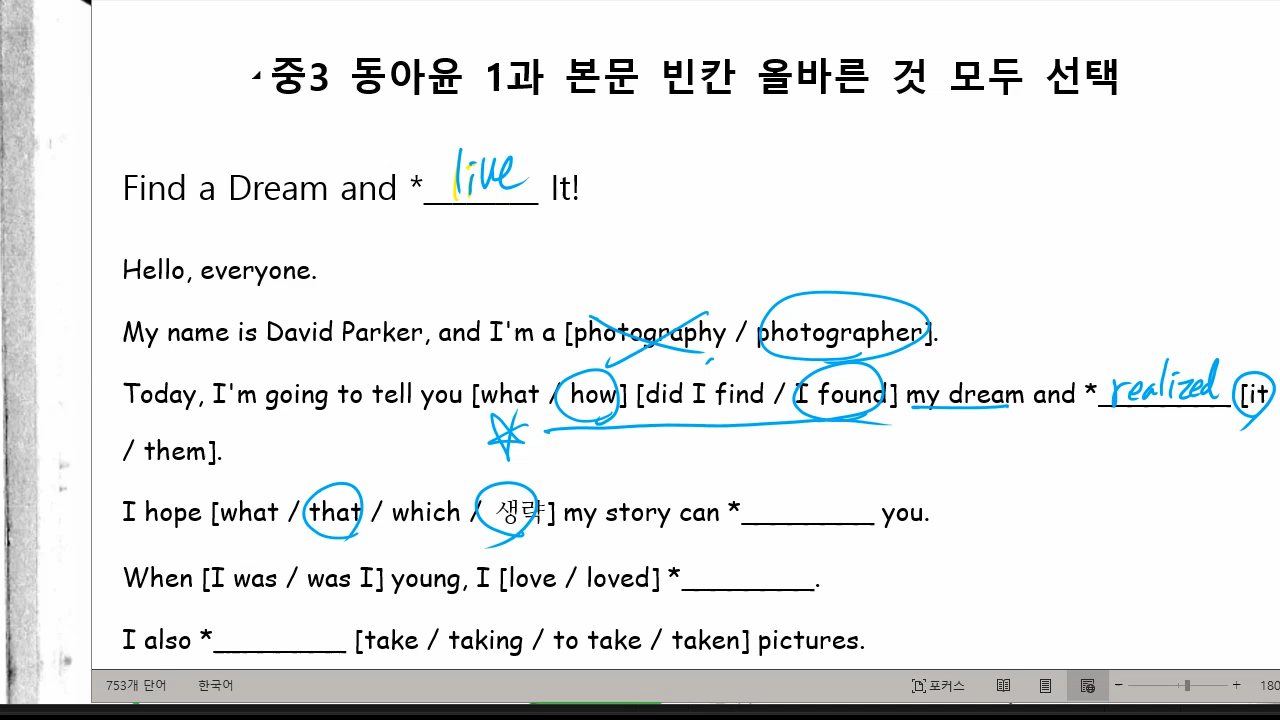 중3 동아윤 1과 본문 빈칸 올바른 것 모두 선택
Find a Dream and *live It!
Hello, everyone.
My name is David Parker, and I'm a [photography / photographer].
Today, I'm going to tell you [what / how] [did I find / I found] my dream and *realized [it
/ them].
I hope [what / that / which / 생략] my story can *________ you.
When [I was / was I] young, I [love / loved] *________.
I also *________ [take / taking / to take / taken] pictures.
753개 단어 한국어 포커스 180